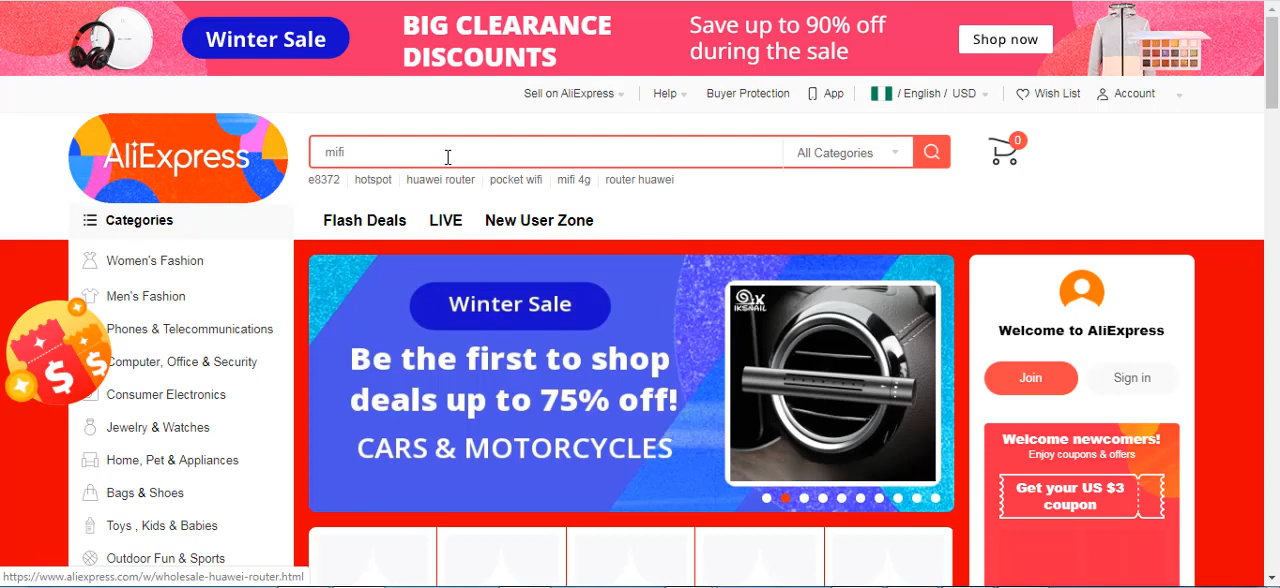 Winter Sale
BIG CLEARANCE
DISCOUNTS
Save up to 90% off
during the sale
Shop now
Sell on AliExpress
Help
Buyer Protection
App
/ English / USD
Wish List
Account
AliExpress
mifi
All Categories
0
e8372
hotspot
huawei router
pocket wifi
mifi 4g
router huawei
Categories
Flash Deals
LIVE
New User Zone
Women's Fashion
Men's Fashion
Phones & Telecommunications
Computer, Office & Security
Consumer Electronics
Jewelry & Watches
Home, Pet & Appliances
Bags & Shoes
Toys , Kids & Babies
Outdoor Fun & Sports
Winter Sale
Be the first to shop
deals up to 75% off!
CARS & MOTORCYCLES
IKSNAIL
Welcome to AliExpress
Join
Sign in
Welcome newcomers!
Enjoy coupons & offers
Get your US $3
coupon
https://www.aliexpress.com/w/wholesale-huawei-router.html